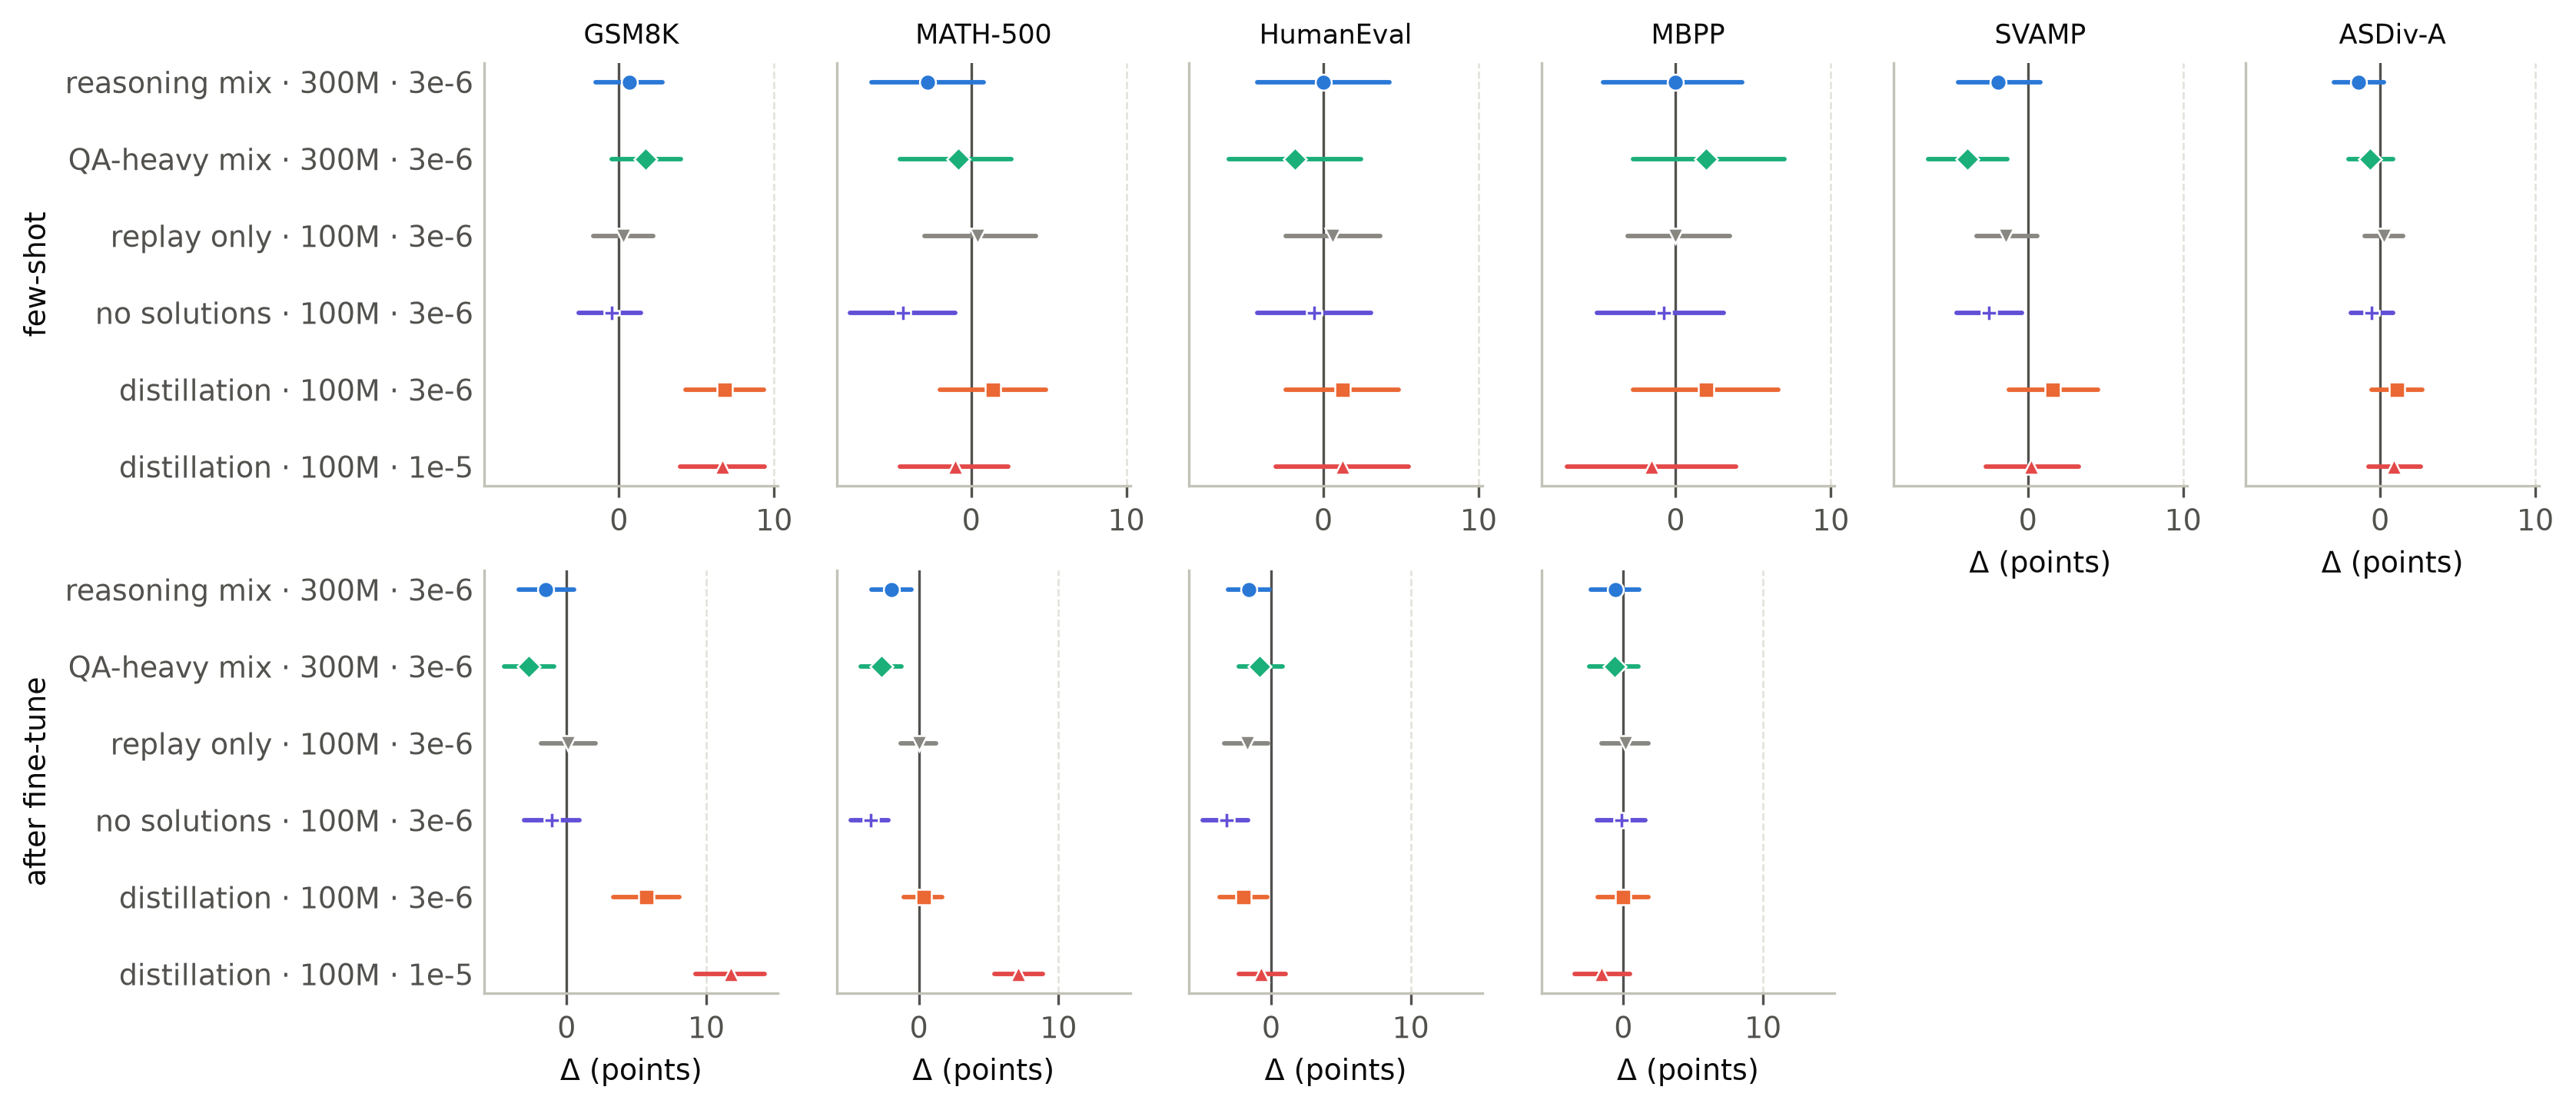 GSM8K MATH-500 HumanEval MBPP SVAMP ASDiv-A
few-shot
reasoning mix · 300M · 3e-6
QA-heavy mix · 300M · 3e-6
replay only · 100M · 3e-6
no solutions · 100M · 3e-6
distillation · 100M · 3e-6
distillation · 100M · 1e-5
0 10 0 10 0 10 0 10 0 10 0 10
Δ (points) Δ (points)
after fine-tune
reasoning mix · 300M · 3e-6
QA-heavy mix · 300M · 3e-6
replay only · 100M · 3e-6
no solutions · 100M · 3e-6
distillation · 100M · 3e-6
distillation · 100M · 1e-5
0 10 0 10 0 10 0 10
Δ (points) Δ (points) Δ (points) Δ (points)